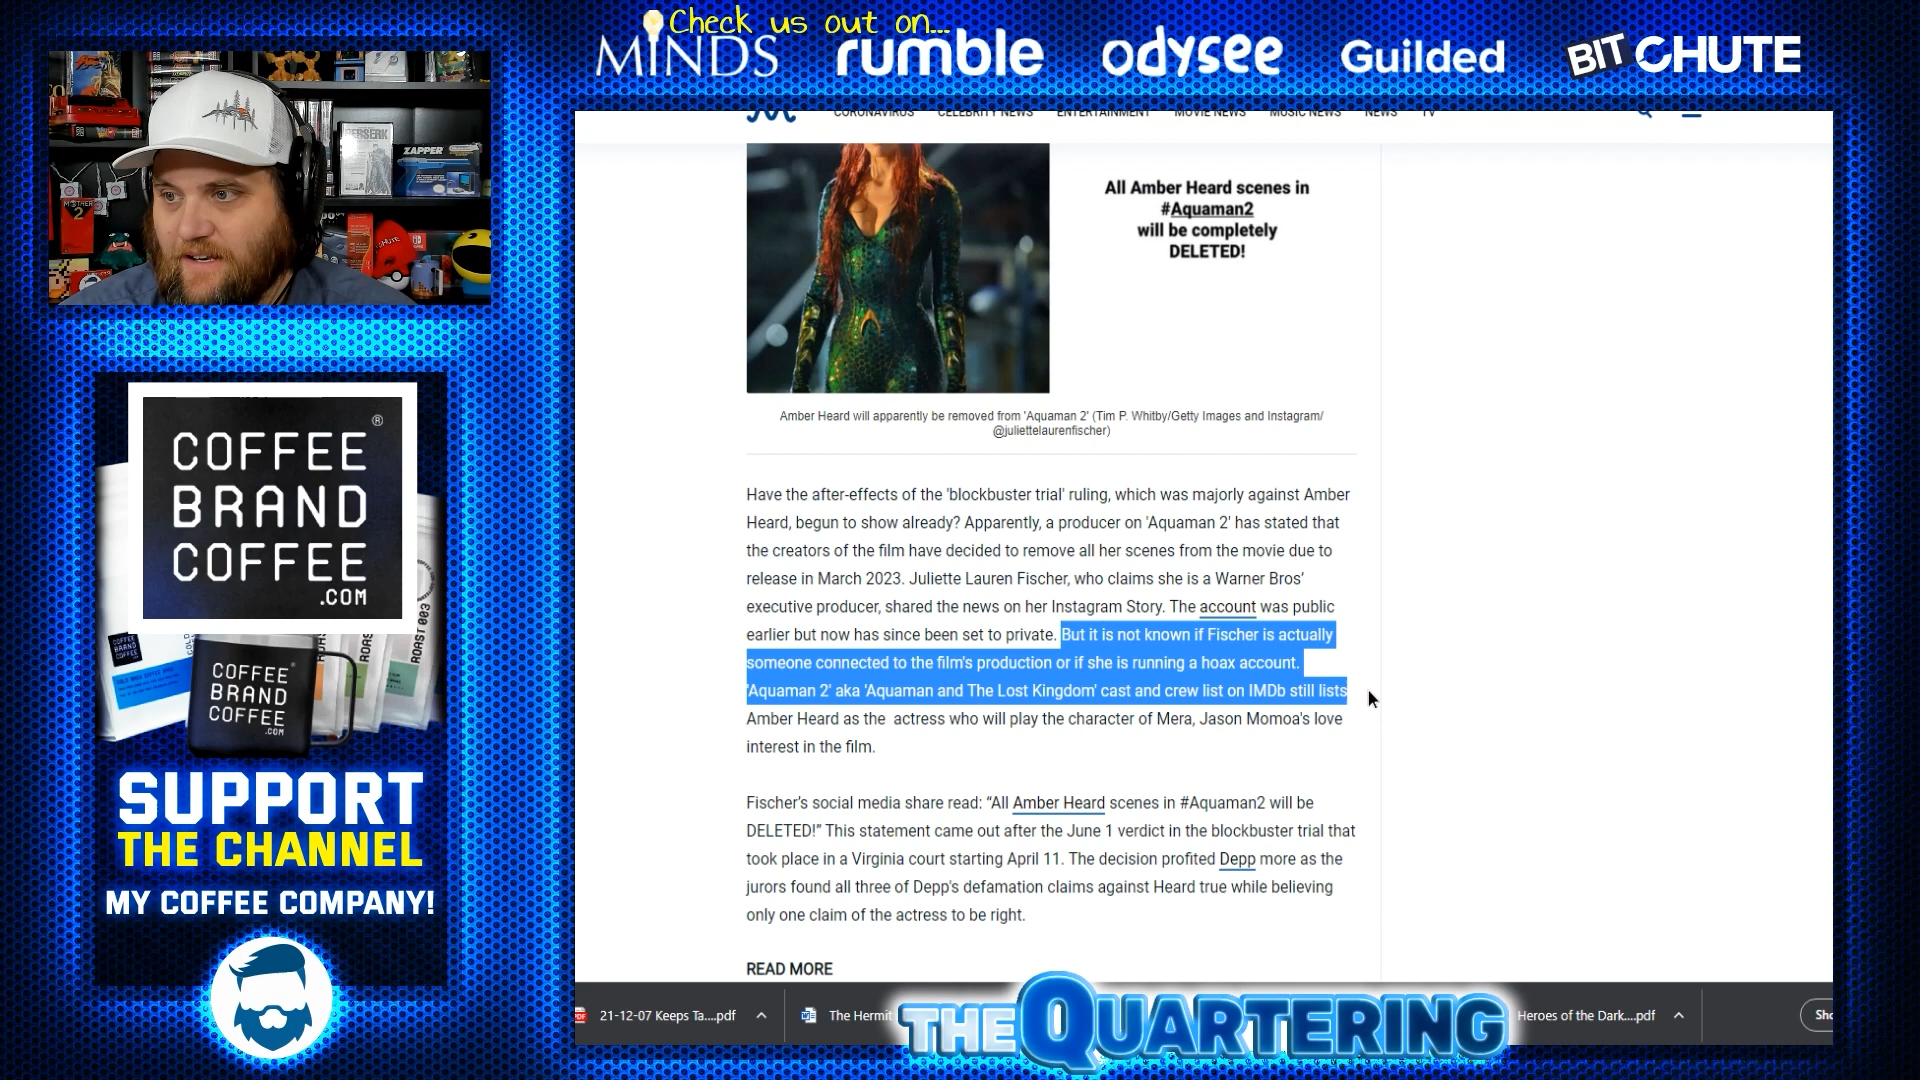 Check us out on...
MINDS
rumble
odysee
Guilded
BIT CHUTE
CORONAVIRUS CELEBRITY NEWS ENTERTAINMENT MOVIE NEWS MUSIC NEWS NEWS TV
BERSERK
ZAPPER
MOTHER
2
All Amber Heard scenes in
#Aquaman2
will be completely
DELETED!
Amber Heard will apparently be removed from 'Aquaman 2' (Tim P. Whitby/Getty Images and Instagram/
@juliettelaurenfischer)
Have the after-effects of the 'blockbuster trial' ruling, which was majorly against Amber
Heard, begun to show already? Apparently, a producer on 'Aquaman 2' has stated that
the creators of the film have decided to remove all her scenes from the movie due to
release in March 2023. Juliette Lauren Fischer, who claims she is a Warner Bros’
executive producer, shared the news on her Instagram Story. The account was public
earlier but now has since been set to private. But it is not known if Fischer is actually
someone connected to the film's production or if she is running a hoax account.
'Aquaman 2' aka 'Aquaman and The Lost Kingdom' cast and crew list on IMDb still lists
Amber Heard as the  actress who will play the character of Mera, Jason Momoa's love
interest in the film.
Fischer's social media share read: “All Amber Heard scenes in #Aquaman2 will be
DELETED!” This statement came out after the June 1 verdict in the blockbuster trial that
took place in a Virginia court starting April 11. The decision profited Depp more as the
jurors found all three of Depp's defamation claims against Heard true while believing
only one claim of the actress to be right.
READ MORE
COFFEE ®
BRAND
COFFEE
.COM
ROAST 003
ROAST
COFFEE
BRAND
COFFEE
.COM
SUPPORT
THE CHANNEL
MY COFFEE COMPANY!
21-12-07 Keeps Ta....pdf
The Hermit
Heroes of the Dark....pdf
Sho
THE QUARTERING